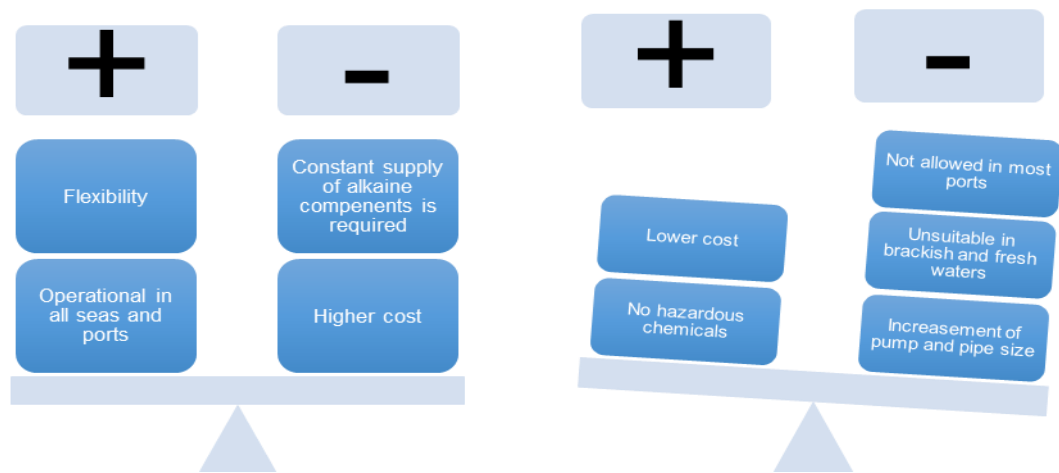 +
-
Flexibility
Constant supply
of alkaine
compenents is
required
Operational in
all seas and
ports
Higher cost
+
-
Not allowed in most
ports
Lower cost
Unsuitable in
brackish and fresh
waters
No hazardous
chemicals
Increasement of
pump and pipe size